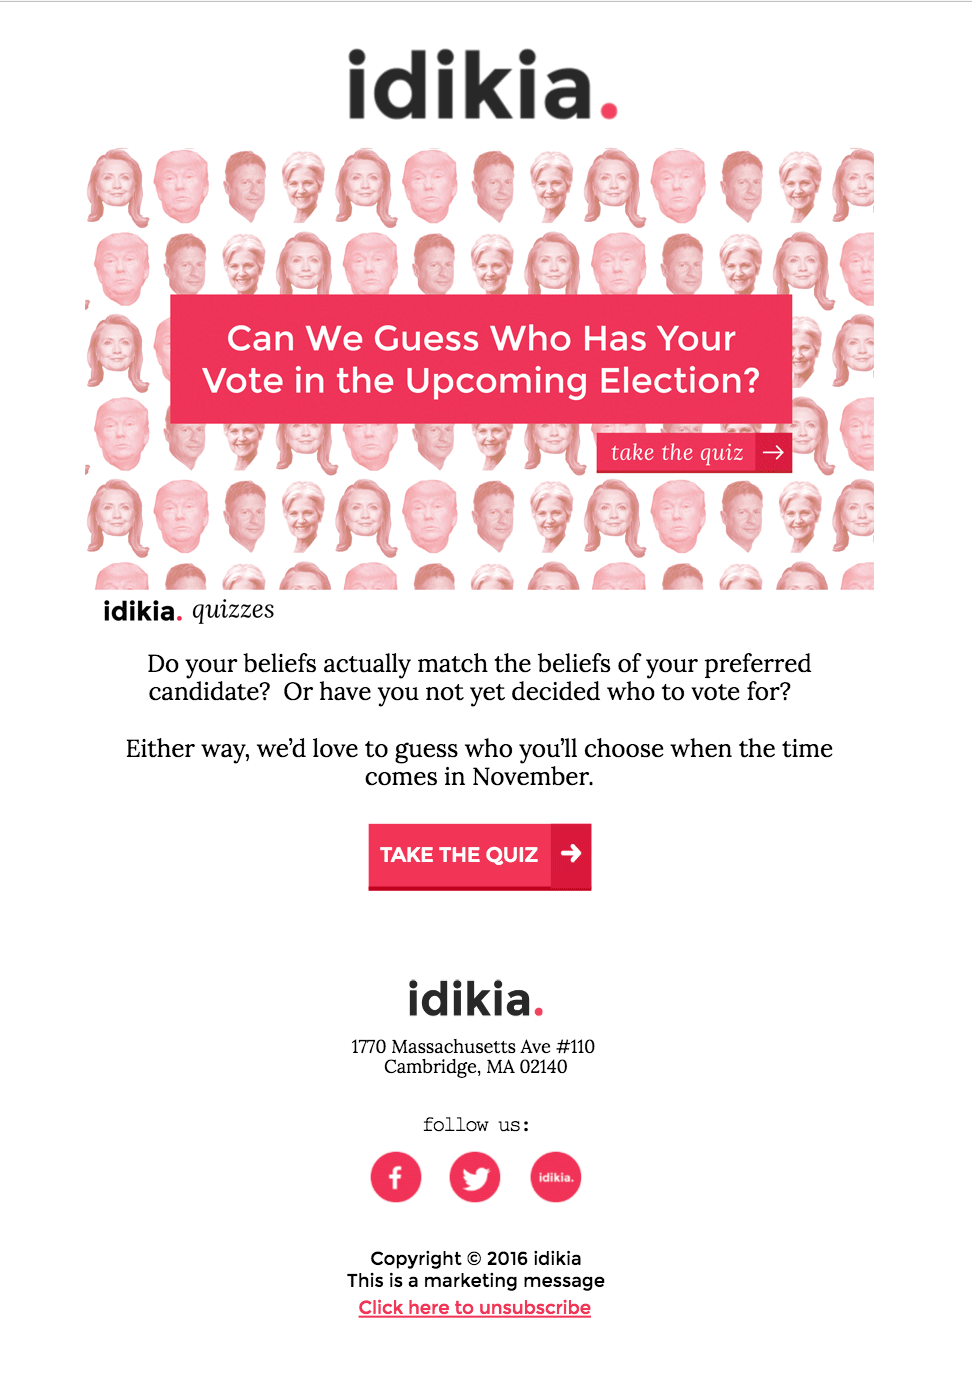 idikia.
Can We Guess Who Has Your
Vote in the Upcoming Election?
take the quiz →
idikia. quizzes
Do your beliefs actually match the beliefs of your preferred
candidate?  Or have you not yet decided who to vote for?
Either way, we’d love to guess who you’ll choose when the time
comes in November.
TAKE THE QUIZ →
idikia.
1770 Massachusetts Ave #110
Cambridge, MA 02140
follow us:
idikia.
Copyright © 2016 idikia
This is a marketing message
Click here to unsubscribe